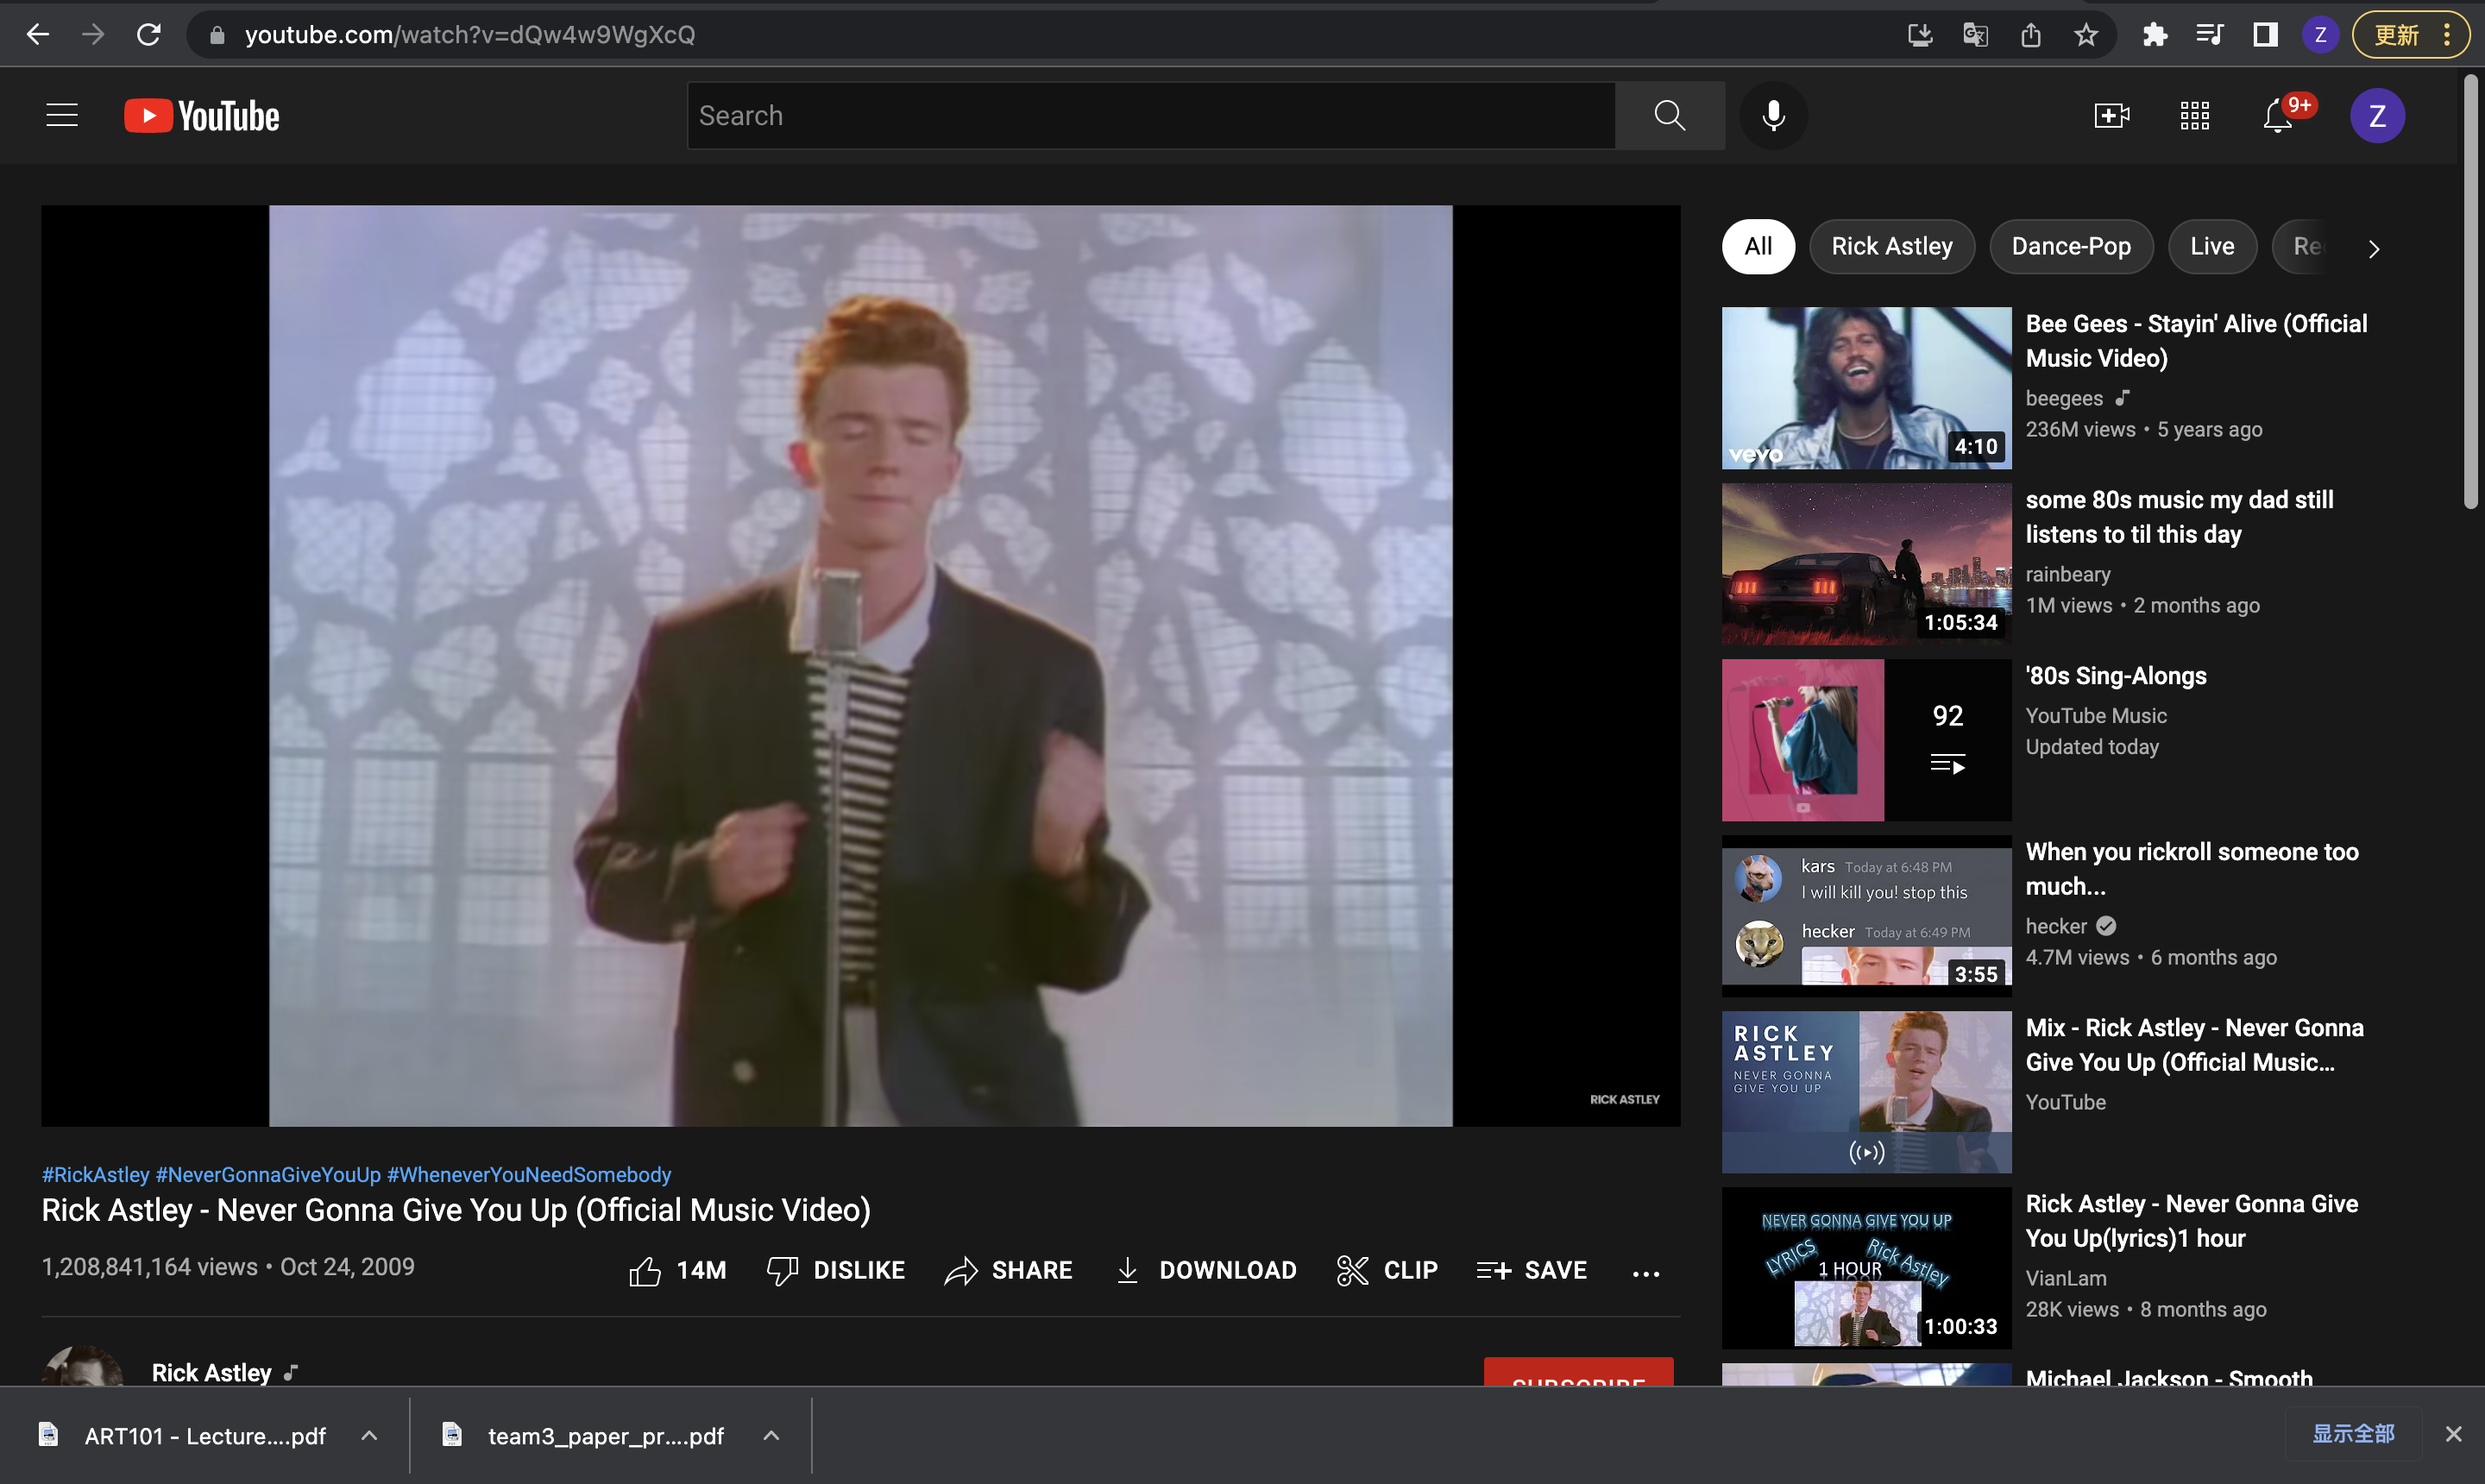 youtube.com/watch?v=dQw4w9WgXcQ
Z
更新
YouTube
Search
9+
Z
RICK ASTLEY
#RickAstley #NeverGonnaGiveYouUp #WheneverYouNeedSomebody
Rick Astley - Never Gonna Give You Up (Official Music Video)
1,208,841,164 views • Oct 24, 2009
14M
DISLIKE
SHARE
DOWNLOAD
CLIP
SAVE
Rick Astley
SUBSCRIBE
All
Rick Astley
Dance-Pop
Live
vevo
4:10
Bee Gees - Stayin' Alive (Official
Music Video)
beegees
236M views • 5 years ago
1:05:34
some 80s music my dad still
listens to til this day
rainbeary
1M views • 2 months ago
92
'80s Sing-Alongs
YouTube Music
Updated today
kars Today at 6:48 PM
I will kill you! stop this
hecker Today at 6:49 PM
3:55
When you rickroll someone too
much...
hecker
4.7M views • 6 months ago
RICK
ASTLEY
NEVER GONNA
GIVE YOU UP
Mix - Rick Astley - Never Gonna
Give You Up (Official Music...
YouTube
NEVER GONNA GIVE YOU UP
LYRICS
Rick Astley
1 HOUR
1:00:33
Rick Astley - Never Gonna Give
You Up(lyrics)1 hour
VianLam
28K views • 8 months ago
Michael Jackson - Smooth
ART101 - Lecture....pdf
team3_paper_pr....pdf
显示全部